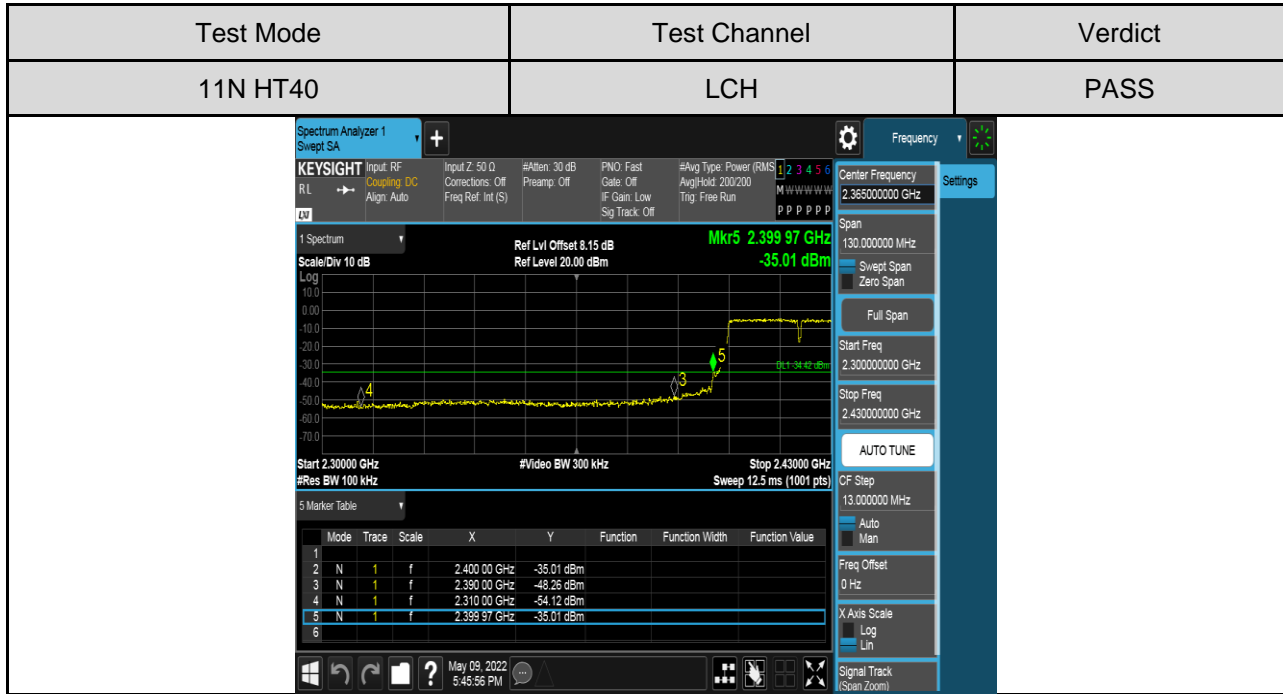 Test Mode Test Channel Verdict
11N HT40 LCH PASS
Spectrum Analyzer 1
Swept SA
+
Frequency
KEYSIGHT Input: RF Input Z: 50 Ω #Atten: 30 dB PNO: Fast #Avg Type: Power (RMS 1 2 3 4 5 6
RL Coupling: DC Corrections: Off Preamp: Off Gate: Off Avg|Hold: 200/200 M W W W W W
Align: Auto Freq Ref: Int (S) IF Gain: Low Trig: Free Run
LXI Sig Track: Off P P P P P P
1 Spectrum
Ref Lvl Offset 8.15 dB
Mkr5 2.399 97 GHz
Scale/Div 10 dB Ref Level 20.00 dBm -35.01 dBm
Log
10.0
0.00
-10.0
-20.0
-30.0
-40.0
-50.0
-60.0
-70.0
5
DL1 -34.42 dBm
3
4
Start 2.30000 GHz #Video BW 300 kHz Stop 2.43000 GHz
#Res BW 100 kHz Sweep 12.5 ms (1001 pts)
5 Marker Table
Mode Trace Scale X Y Function Function Width Function Value
1
2 N 1 f 2.400 00 GHz -35.01 dBm
3 N 1 f 2.390 00 GHz -48.26 dBm
4 N 1 f 2.310 00 GHz -54.12 dBm
5 N 1 f 2.399 97 GHz -35.01 dBm
6
?
May 09, 2022
5:45:56 PM
Center Frequency
2.365000000 GHz
Settings
Span
130.000000 MHz
Swept Span
Zero Span
Full Span
Start Freq
2.300000000 GHz
Stop Freq
2.430000000 GHz
AUTO TUNE
CF Step
13.000000 MHz
Auto
Man
Freq Offset
0 Hz
X Axis Scale
Log
Lin
Signal Track
(Span Zoom)